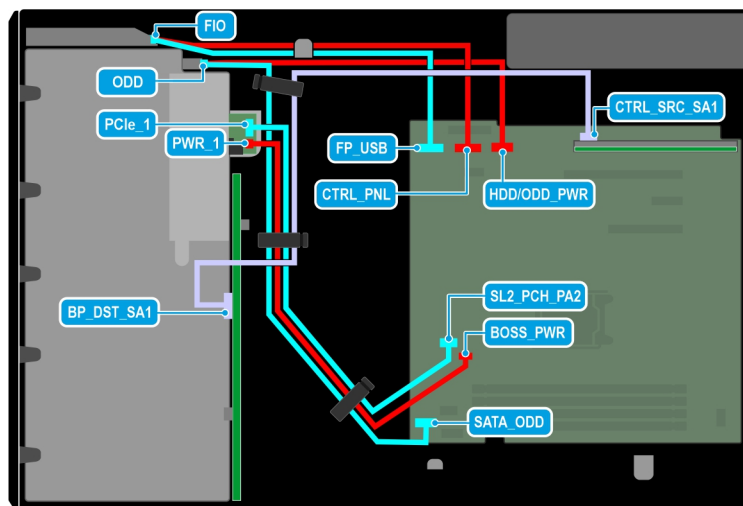 FIO
ODD
CTRL_SRC_SA1
PCIe_1
PWR_1
FP_USB
CTRL_PNL
HDD/ODD_PWR
SL2_PCH_PA2
BP_DST_SA1
BOSS_PWR
SATA_ODD